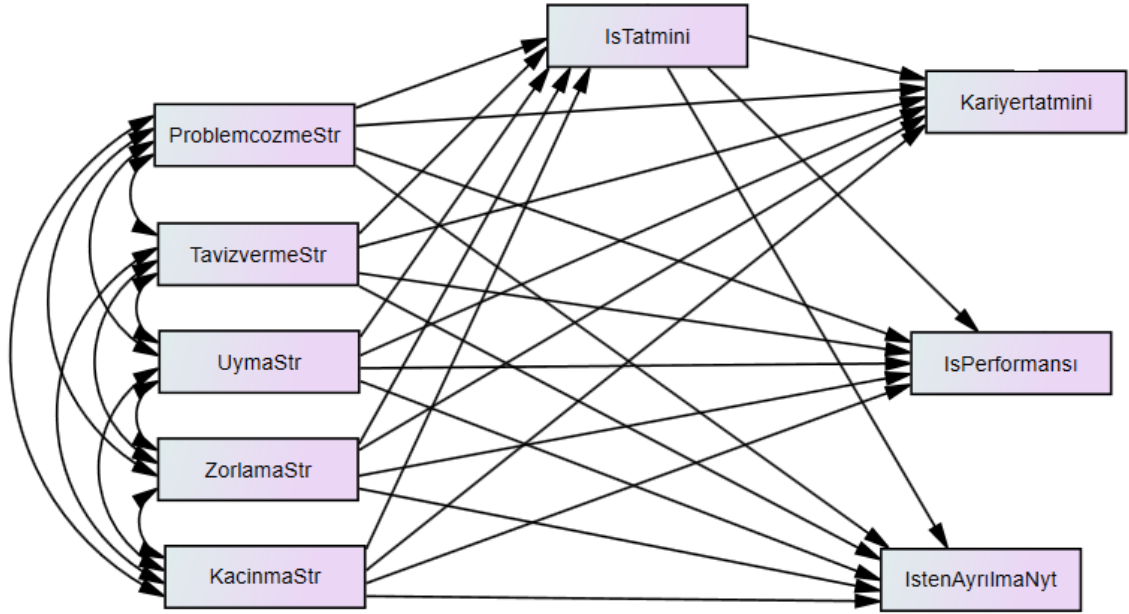 IsTatmini
Kariyertatmini
ProblemcozmeStr
TavizvermeStr
UymaStr
IsPerformansı
ZorlamaStr
KacinmaStr
IstenAyrılmaNyt